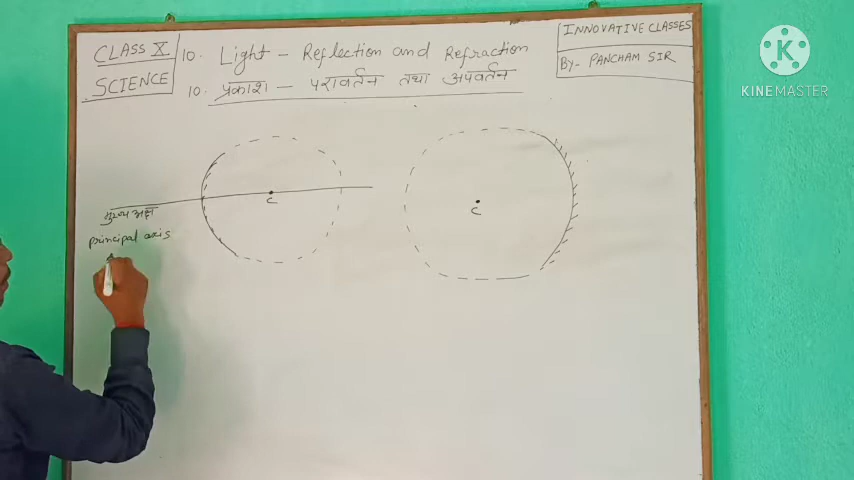 CLASS X
SCIENCE
10. Light - Reflection and Refraction
10. प्रकाश - परावर्तन तथा अपवर्तन
INNOVATIVE CLASSES
By- PANCHAM SIR
KINEMASTER
C
C
मुख्य अक्ष
principal axis